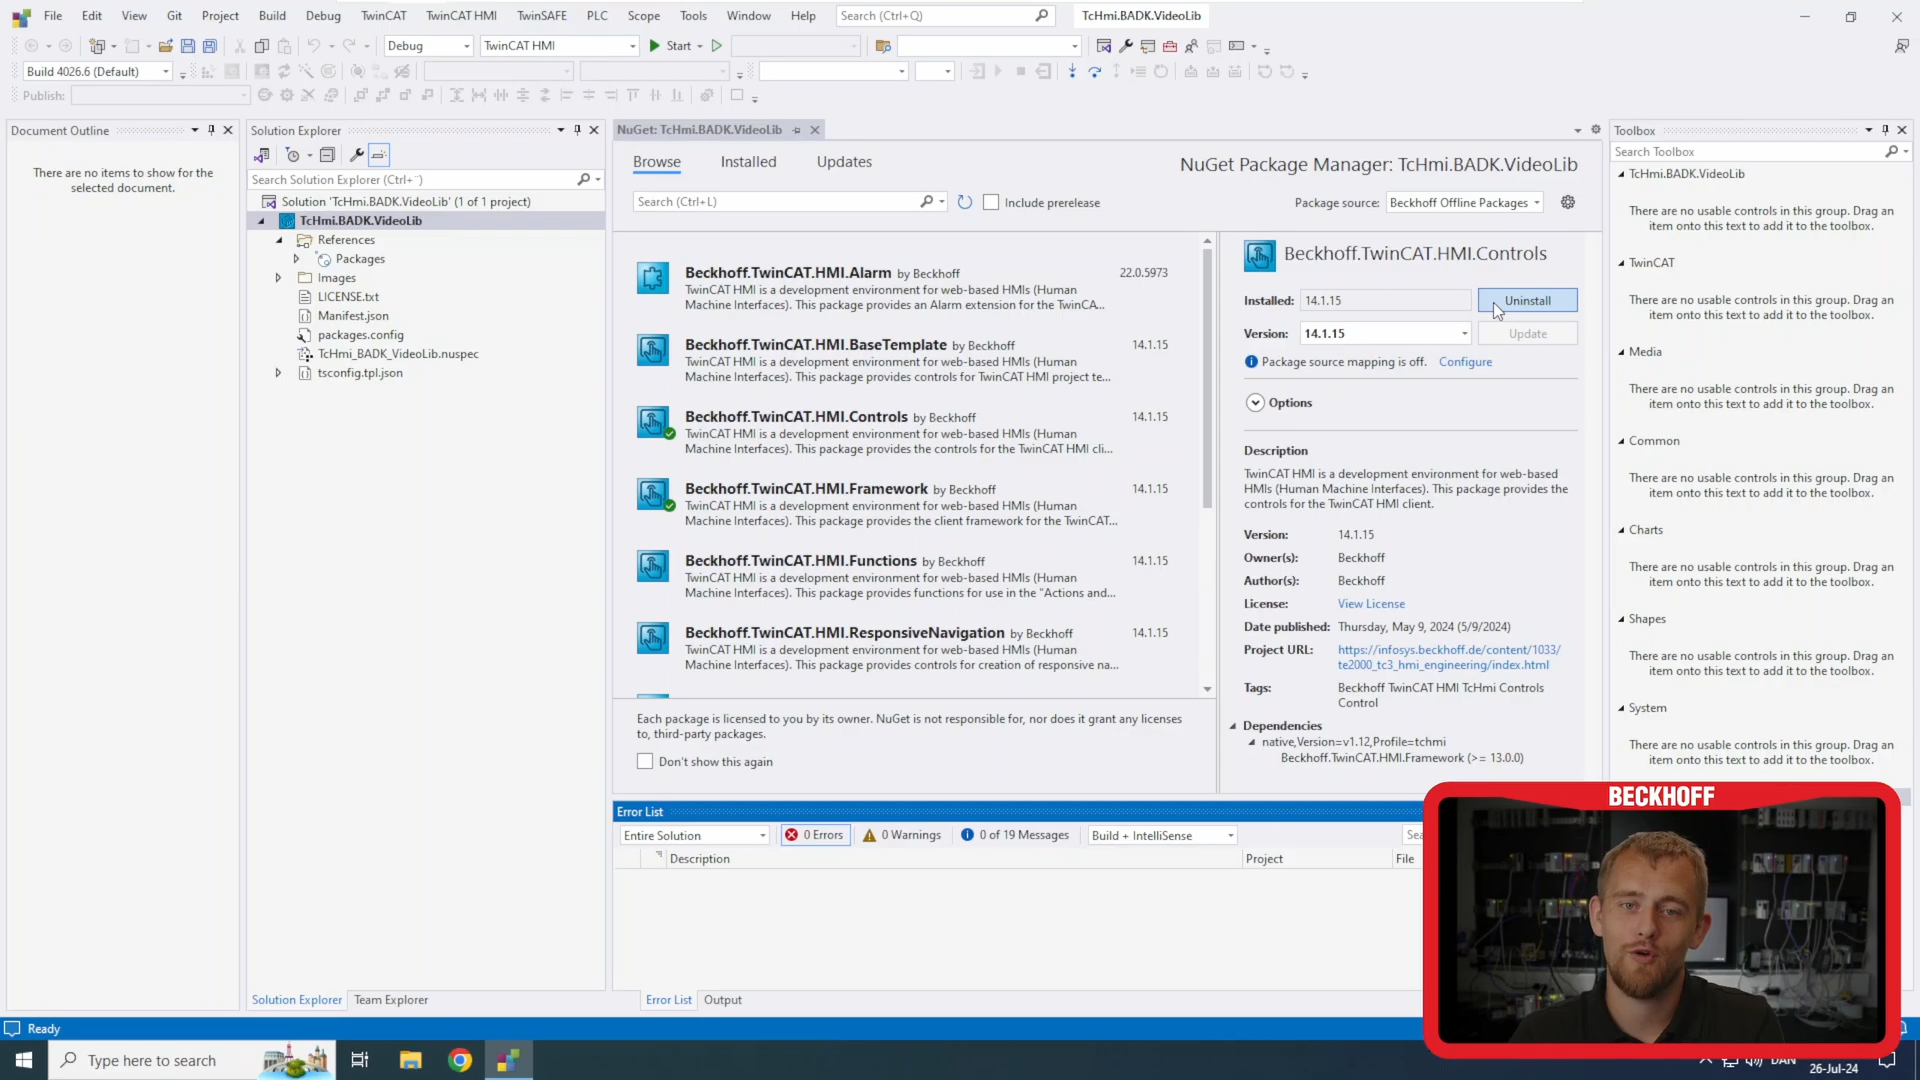 File Edit View Git Project Build Debug TwinCAT TwinCAT HMI TwinSAFE PLC Scope Tools Window Help Search (Ctrl+Q) TcHmi.BADK.VideoLib
Debug TwinCAT HMI Start
Build 4026.6 (Default)
Publish:
Document Outline
There are no items to show for the
selected document.
Solution Explorer
Search Solution Explorer (Ctrl+¨)
Solution 'TcHmi.BADK.VideoLib' (1 of 1 project)
TcHmi.BADK.VideoLib
References
Packages
Images
LICENSE.txt
Manifest.json
packages.config
TcHmi_BADK_VideoLib.nuspec
tsconfig.tpl.json
Solution Explorer Team Explorer
NuGet: TcHmi.BADK.VideoLib
Browse Installed Updates
NuGet Package Manager: TcHmi.BADK.VideoLib
Search (Ctrl+L) Include prerelease Package source: Beckhoff Offline Packages
Beckhoff.TwinCAT.HMI.Alarm by Beckhoff 22.0.5973
TwinCAT HMI is a development environment for web-based HMIs (Human
Machine Interfaces). This package provides an Alarm extension for the TwinCA...
Beckhoff.TwinCAT.HMI.BaseTemplate by Beckhoff 14.1.15
TwinCAT HMI is a development environment for web-based HMIs (Human
Machine Interfaces). This package provides controls for TwinCAT HMI project te...
Beckhoff.TwinCAT.HMI.Controls by Beckhoff 14.1.15
TwinCAT HMI is a development environment for web-based HMIs (Human
Machine Interfaces). This package provides the controls for the TwinCAT HMI cli...
Beckhoff.TwinCAT.HMI.Framework by Beckhoff 14.1.15
TwinCAT HMI is a development environment for web-based HMIs (Human
Machine Interfaces). This package provides the client framework for the TwinCAT...
Beckhoff.TwinCAT.HMI.Functions by Beckhoff 14.1.15
TwinCAT HMI is a development environment for web-based HMIs (Human
Machine Interfaces). This package provides functions for use in the "Actions and...
Beckhoff.TwinCAT.HMI.ResponsiveNavigation by Beckhoff 14.1.15
TwinCAT HMI is a development environment for web-based HMIs (Human
Machine Interfaces). This package provides controls for creation of responsive na...
Each package is licensed to you by its owner. NuGet is not responsible for, nor does it grant any licenses
to, third-party packages.
Don't show this again
Beckhoff.TwinCAT.HMI.Controls
Installed: 14.1.15 Uninstall
Version: 14.1.15 Update
Package source mapping is off. Configure
Options
Description
TwinCAT HMI is a development environment for web-based
HMIs (Human Machine Interfaces). This package provides the
controls for the TwinCAT HMI client.
Version: 14.1.15
Owner(s): Beckhoff
Author(s): Beckhoff
License: View License
Date published: Thursday, May 9, 2024 (5/9/2024)
Project URL: https://infosys.beckhoff.de/content/1033/
te2000_tc3_hmi_engineering/index.html
Tags: Beckhoff TwinCAT HMI TcHmi Controls
Control
Dependencies
native,Version=v1.12,Profile=tchmi
Beckhoff.TwinCAT.HMI.Framework (>= 13.0.0)
Toolbox
Search Toolbox
TcHmi.BADK.VideoLib
There are no usable controls in this group. Drag an
item onto this text to add it to the toolbox.
TwinCAT
There are no usable controls in this group. Drag an
item onto this text to add it to the toolbox.
Media
There are no usable controls in this group. Drag an
item onto this text to add it to the toolbox.
Common
There are no usable controls in this group. Drag an
item onto this text to add it to the toolbox.
Charts
There are no usable controls in this group. Drag an
item onto this text to add it to the toolbox.
Shapes
There are no usable controls in this group. Drag an
item onto this text to add it to the toolbox.
System
There are no usable controls in this group. Drag an
item onto this text to add it to the toolbox.
Error List
Entire Solution 0 Errors 0 Warnings 0 of 19 Messages Build + IntelliSense Sea
Description Project File
Error List Output
BECKHOFF
Ready
Type here to search
DAN
26-Jul-24